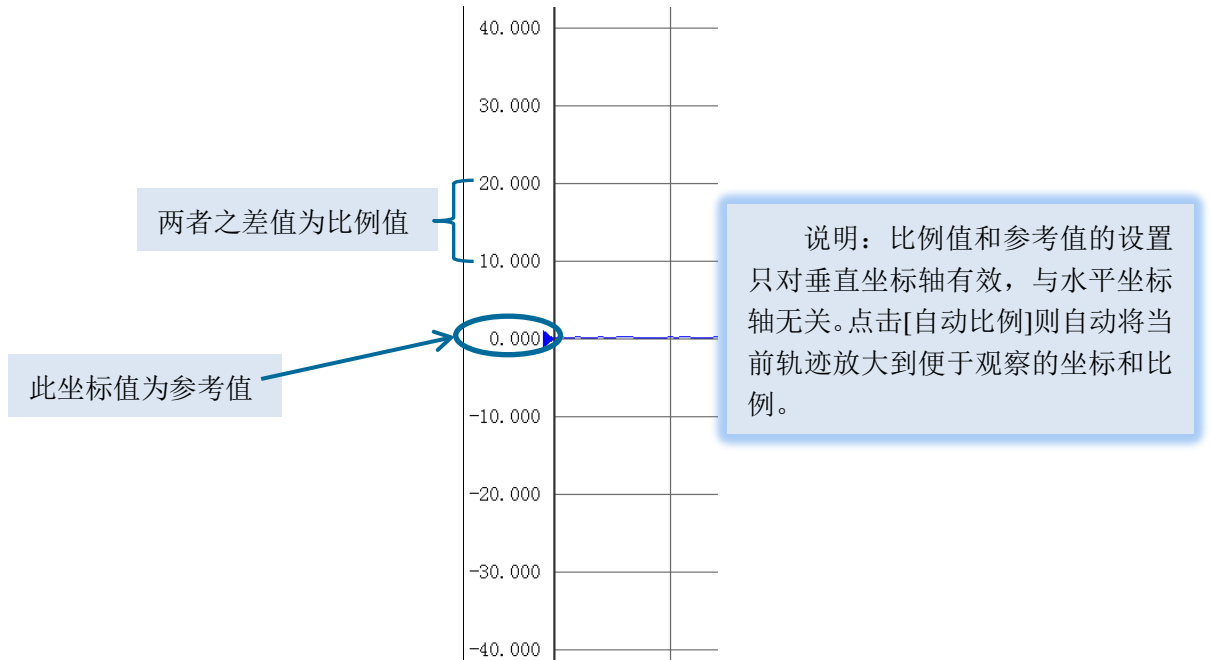 40.000
30.000
20.000
两者之差值为比例值
10.000
说明：比例值和参考值的设置
只对垂直坐标轴有效，与水平坐标
轴无关。点击[自动比例]则自动将当
前轨迹放大到便于观察的坐标和比
例。
0.000
此坐标值为参考值
-10.000
-20.000
-30.000
-40.000